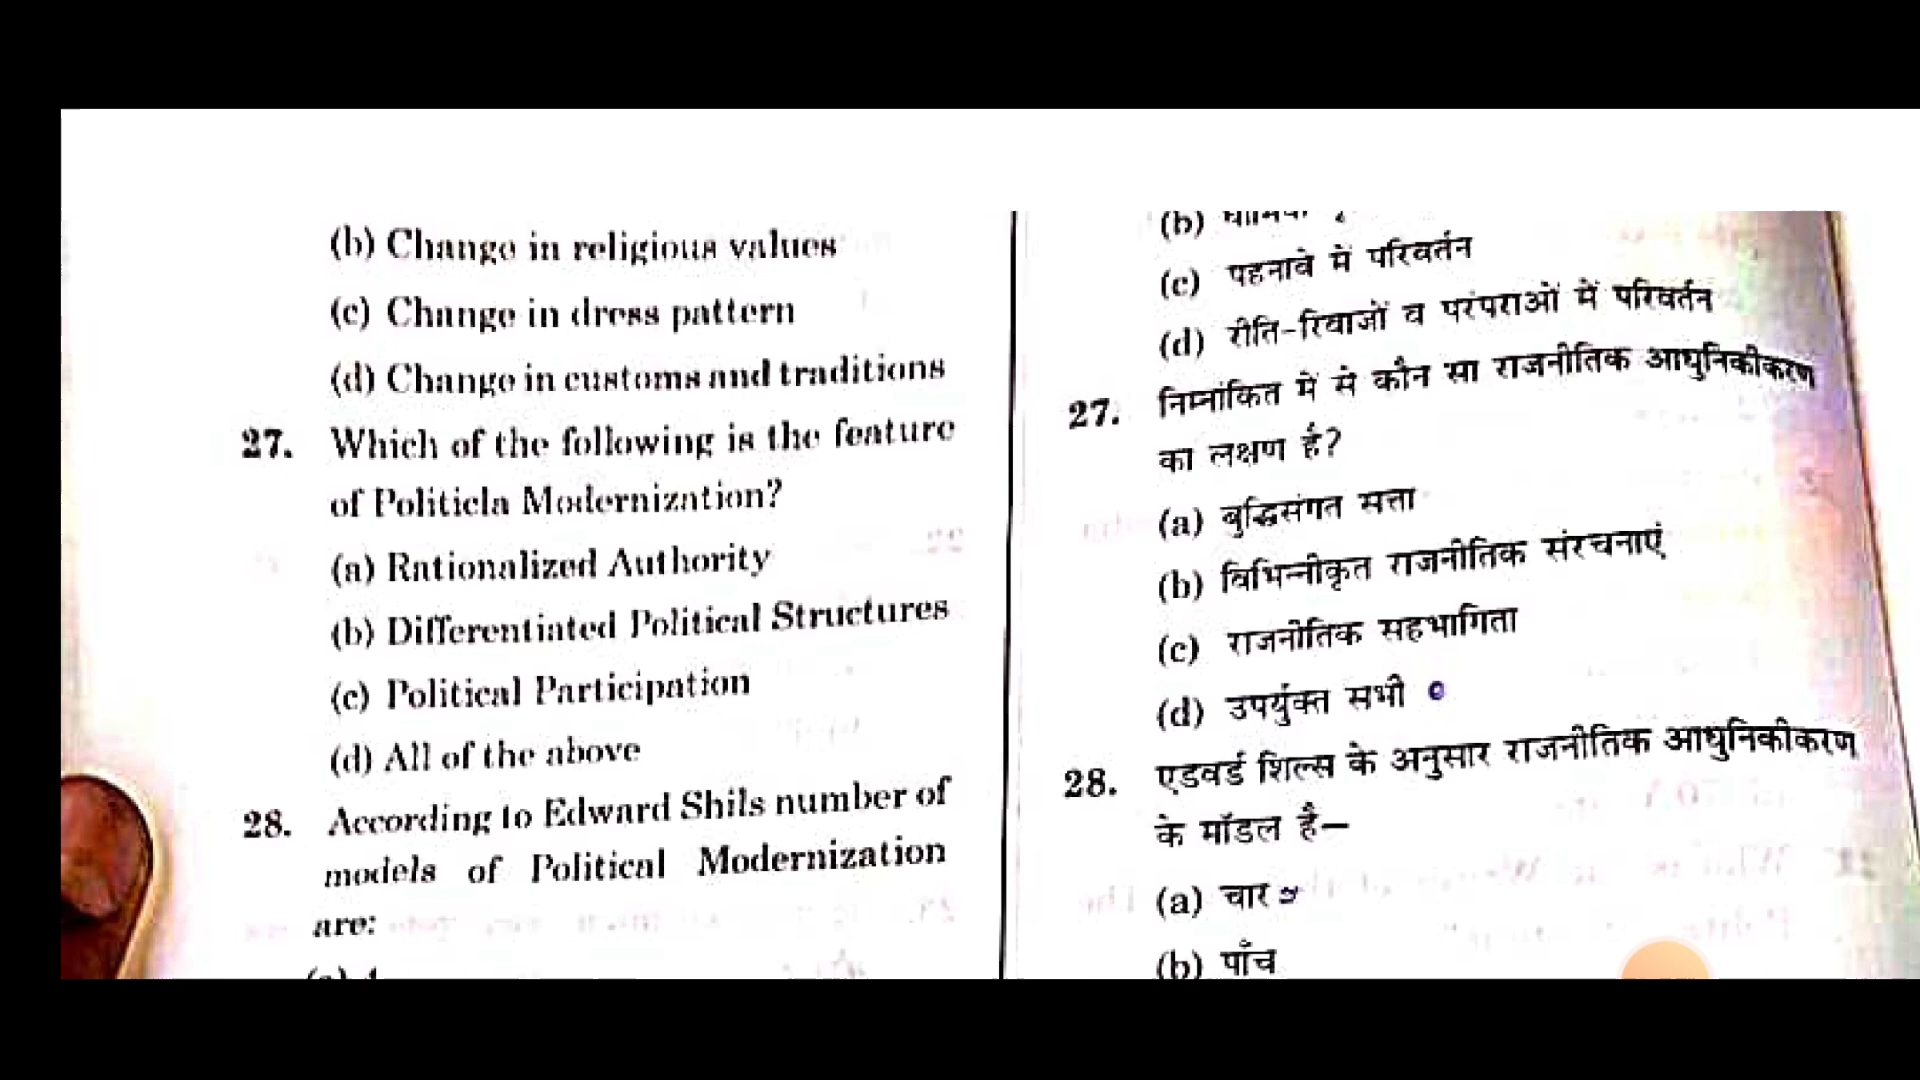 (b) Change in religious values
(c) Change in dress pattern
(d) Change in customs and traditions
27. Which of the following is the feature
of Politicla Modernization?
(a) Rationalized Authority
(b) Differentiated Political Structures
(c) Political Participation
(d) All of the above
28. According to Edward Shils number of
models of Political Modernization
are:
(b)
(c) पहनावे में परिवर्तन
(d) रीति-रिवाजों व परंपराओं में परिवर्तन
27. निम्नांकित में से कौन सा राजनीतिक आधुनिकीकरण
का लक्षण है?
(a) बुद्धिसंगत सत्ता
(b) विभिन्नीकृत राजनीतिक संरचनाएं
(c) राजनीतिक सहभागिता
(d) उपर्युक्त सभी
28. एडवर्ड शिल्स के अनुसार राजनीतिक आधुनिकीकरण
के मॉडल है–
(a) चार
(b) पाँच